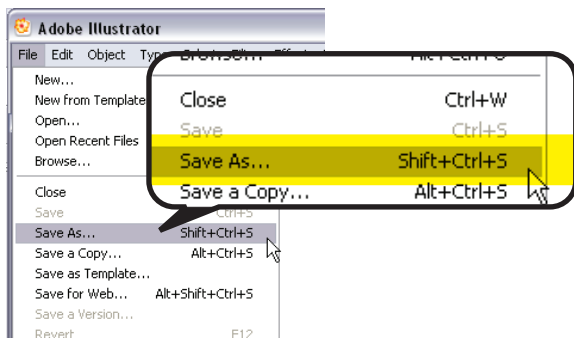 Adobe Illustrator
File Edit Object
New...
New from Template
Open...
Open Recent Files
Browse...
Close
Save Ctrl+S
Save As... Shift+Ctrl+S
Save a Copy... Alt+Ctrl+S
Save as Template...
Save for Web... Alt+Shift+Ctrl+S
Save a Version...
Revert F12
Close Ctrl+W
Save Ctrl+S
Save As... Shift+Ctrl+S
Save a Copy... Alt+Ctrl+S